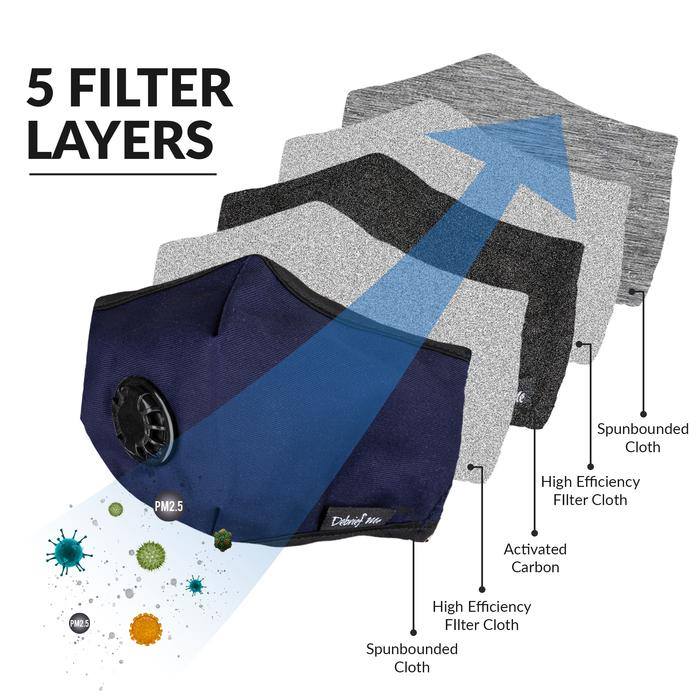 5 FILTER
LAYERS
PM2.5
PM2.5
Debrief me
Spunbounded
Cloth
High Efficiency
FIlter Cloth
Activated
Carbon
High Efficiency
FIlter Cloth
Spunbounded
Cloth